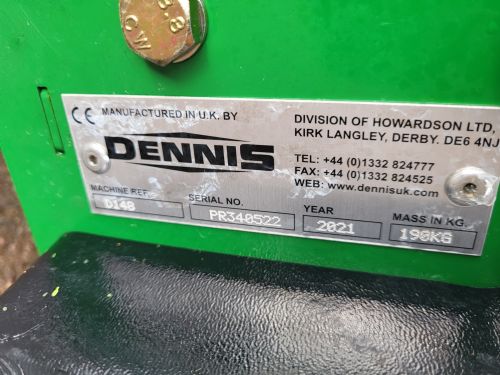 8.8
CW
CE MANUFACTURED IN U.K. BY
DENNIS
DIVISION OF HOWARDSON LTD,
KIRK LANGLEY, DERBY. DE6 4NJ
TEL: +44 (0)1332 824777
FAX: +44 (0)1332 824525
WEB: www.dennisuk.com
MACHINE REF. SERIAL NO. YEAR MASS IN KG.
D148 PR340522 2021 190KG